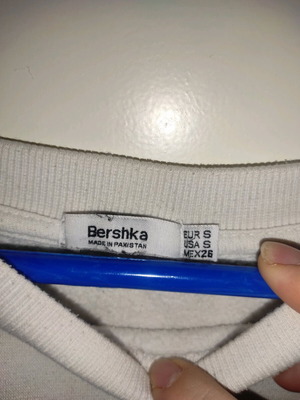 Bershka
MADE IN PAKISTAN
EUR S
USA S
MEX26